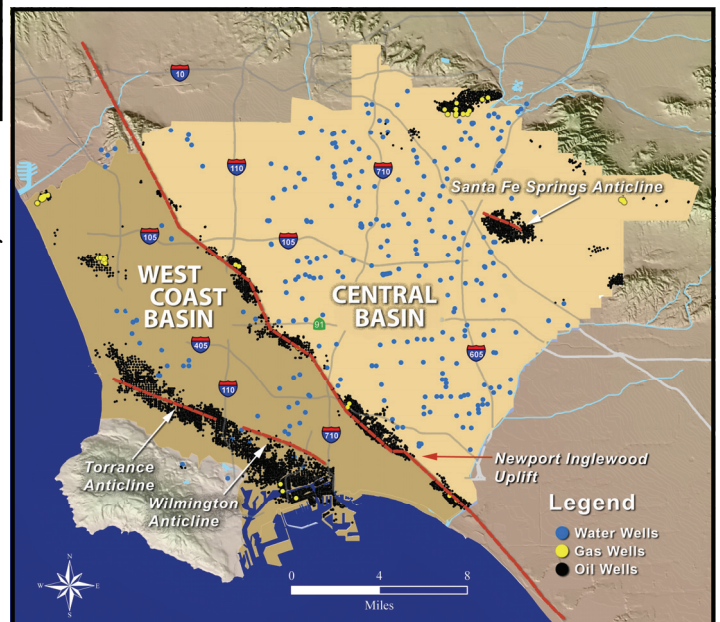 10
110
710
Santa Fe Springs Anticline
105
105
WEST
COAST
BASIN
CENTRAL
BASIN
91
405
605
110
710
Torrance
Anticline
Wilmington
Anticline
Newport Inglewood
Uplift
Legend
Water Wells
Gas Wells
Oil Wells
N
W
E
S
0
4
8
Miles